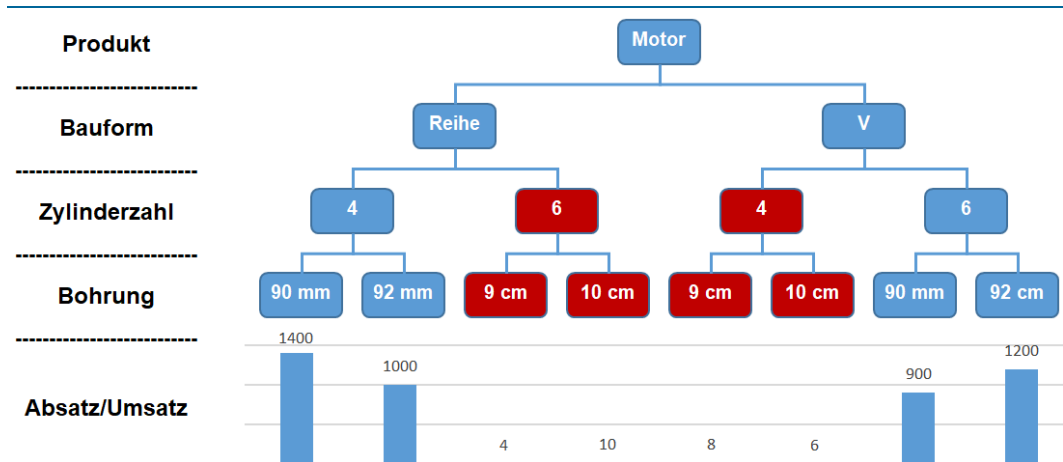 Produkt
Motor
---------------------------
Bauform
Reihe
V
---------------------------
Zylinderzahl
4
6
4
6
---------------------------
Bohrung
90 mm
92 mm
9 cm
10 cm
9 cm
10 cm
90 mm
92 cm
---------------------------
Absatz/Umsatz
1400
1000
4
10
8
6
900
1200